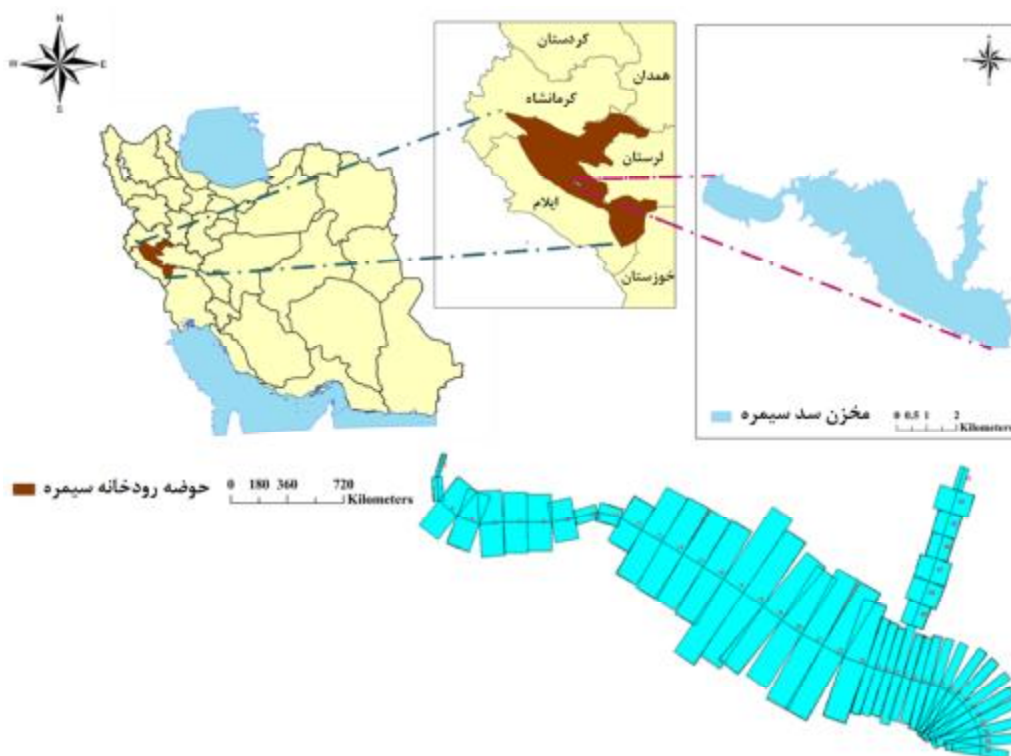 N
E
S
کردستان
همدان
کرمانشاه
لرستان
ایلام
خوزستان
مخزن سد سیمره
0 0.5 1 2
Kilometers
حوضه رودخانه سیمره
0 180 360 720
Kilometers